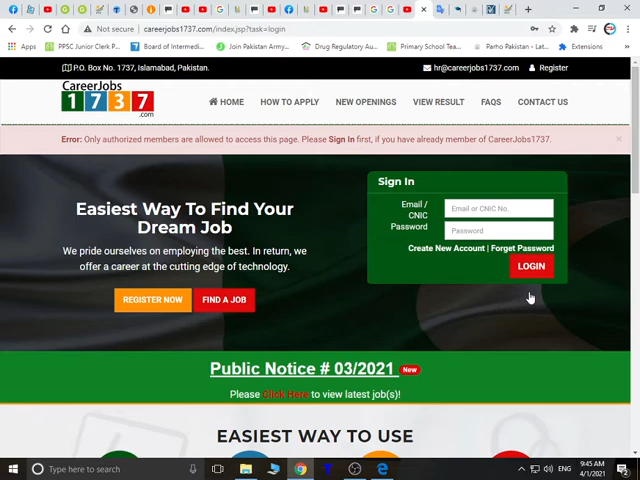 Not secure | careerjobs1737.com/index.jsp?task=login
Apps
PPSC Junior Clerk P...
Board of Intermedi...
Join Pakistan Army...
Drug Regulatory Au...
Primary School Tea...
Parho Pakistan - Lat...
Extensions
P.O. Box No. 1737, Islamabad, Pakistan.
hr@careerjobs1737.com
Register
CareerJobs
1737
.com
HOME
HOW TO APPLY
NEW OPENINGS
VIEW RESULT
FAQS
CONTACT US
Error: Only authorized members are allowed to access this page. Please Sign In first, if you have already member of CareerJobs1737.
×
Easiest Way To Find Your
Dream Job
We pride ourselves on employing the best. In return, we
offer a career at the cutting edge of technology.
REGISTER NOW
FIND A JOB
Sign In
Email /
CNIC
Email or CNIC No.
Password
Password
Create New Account | Forget Password
LOGIN
Public Notice # 03/2021 New
Please Click Here to view latest job(s)!
EASIEST WAY TO USE
Type here to search
ENG
9:45 AM
4/1/2021